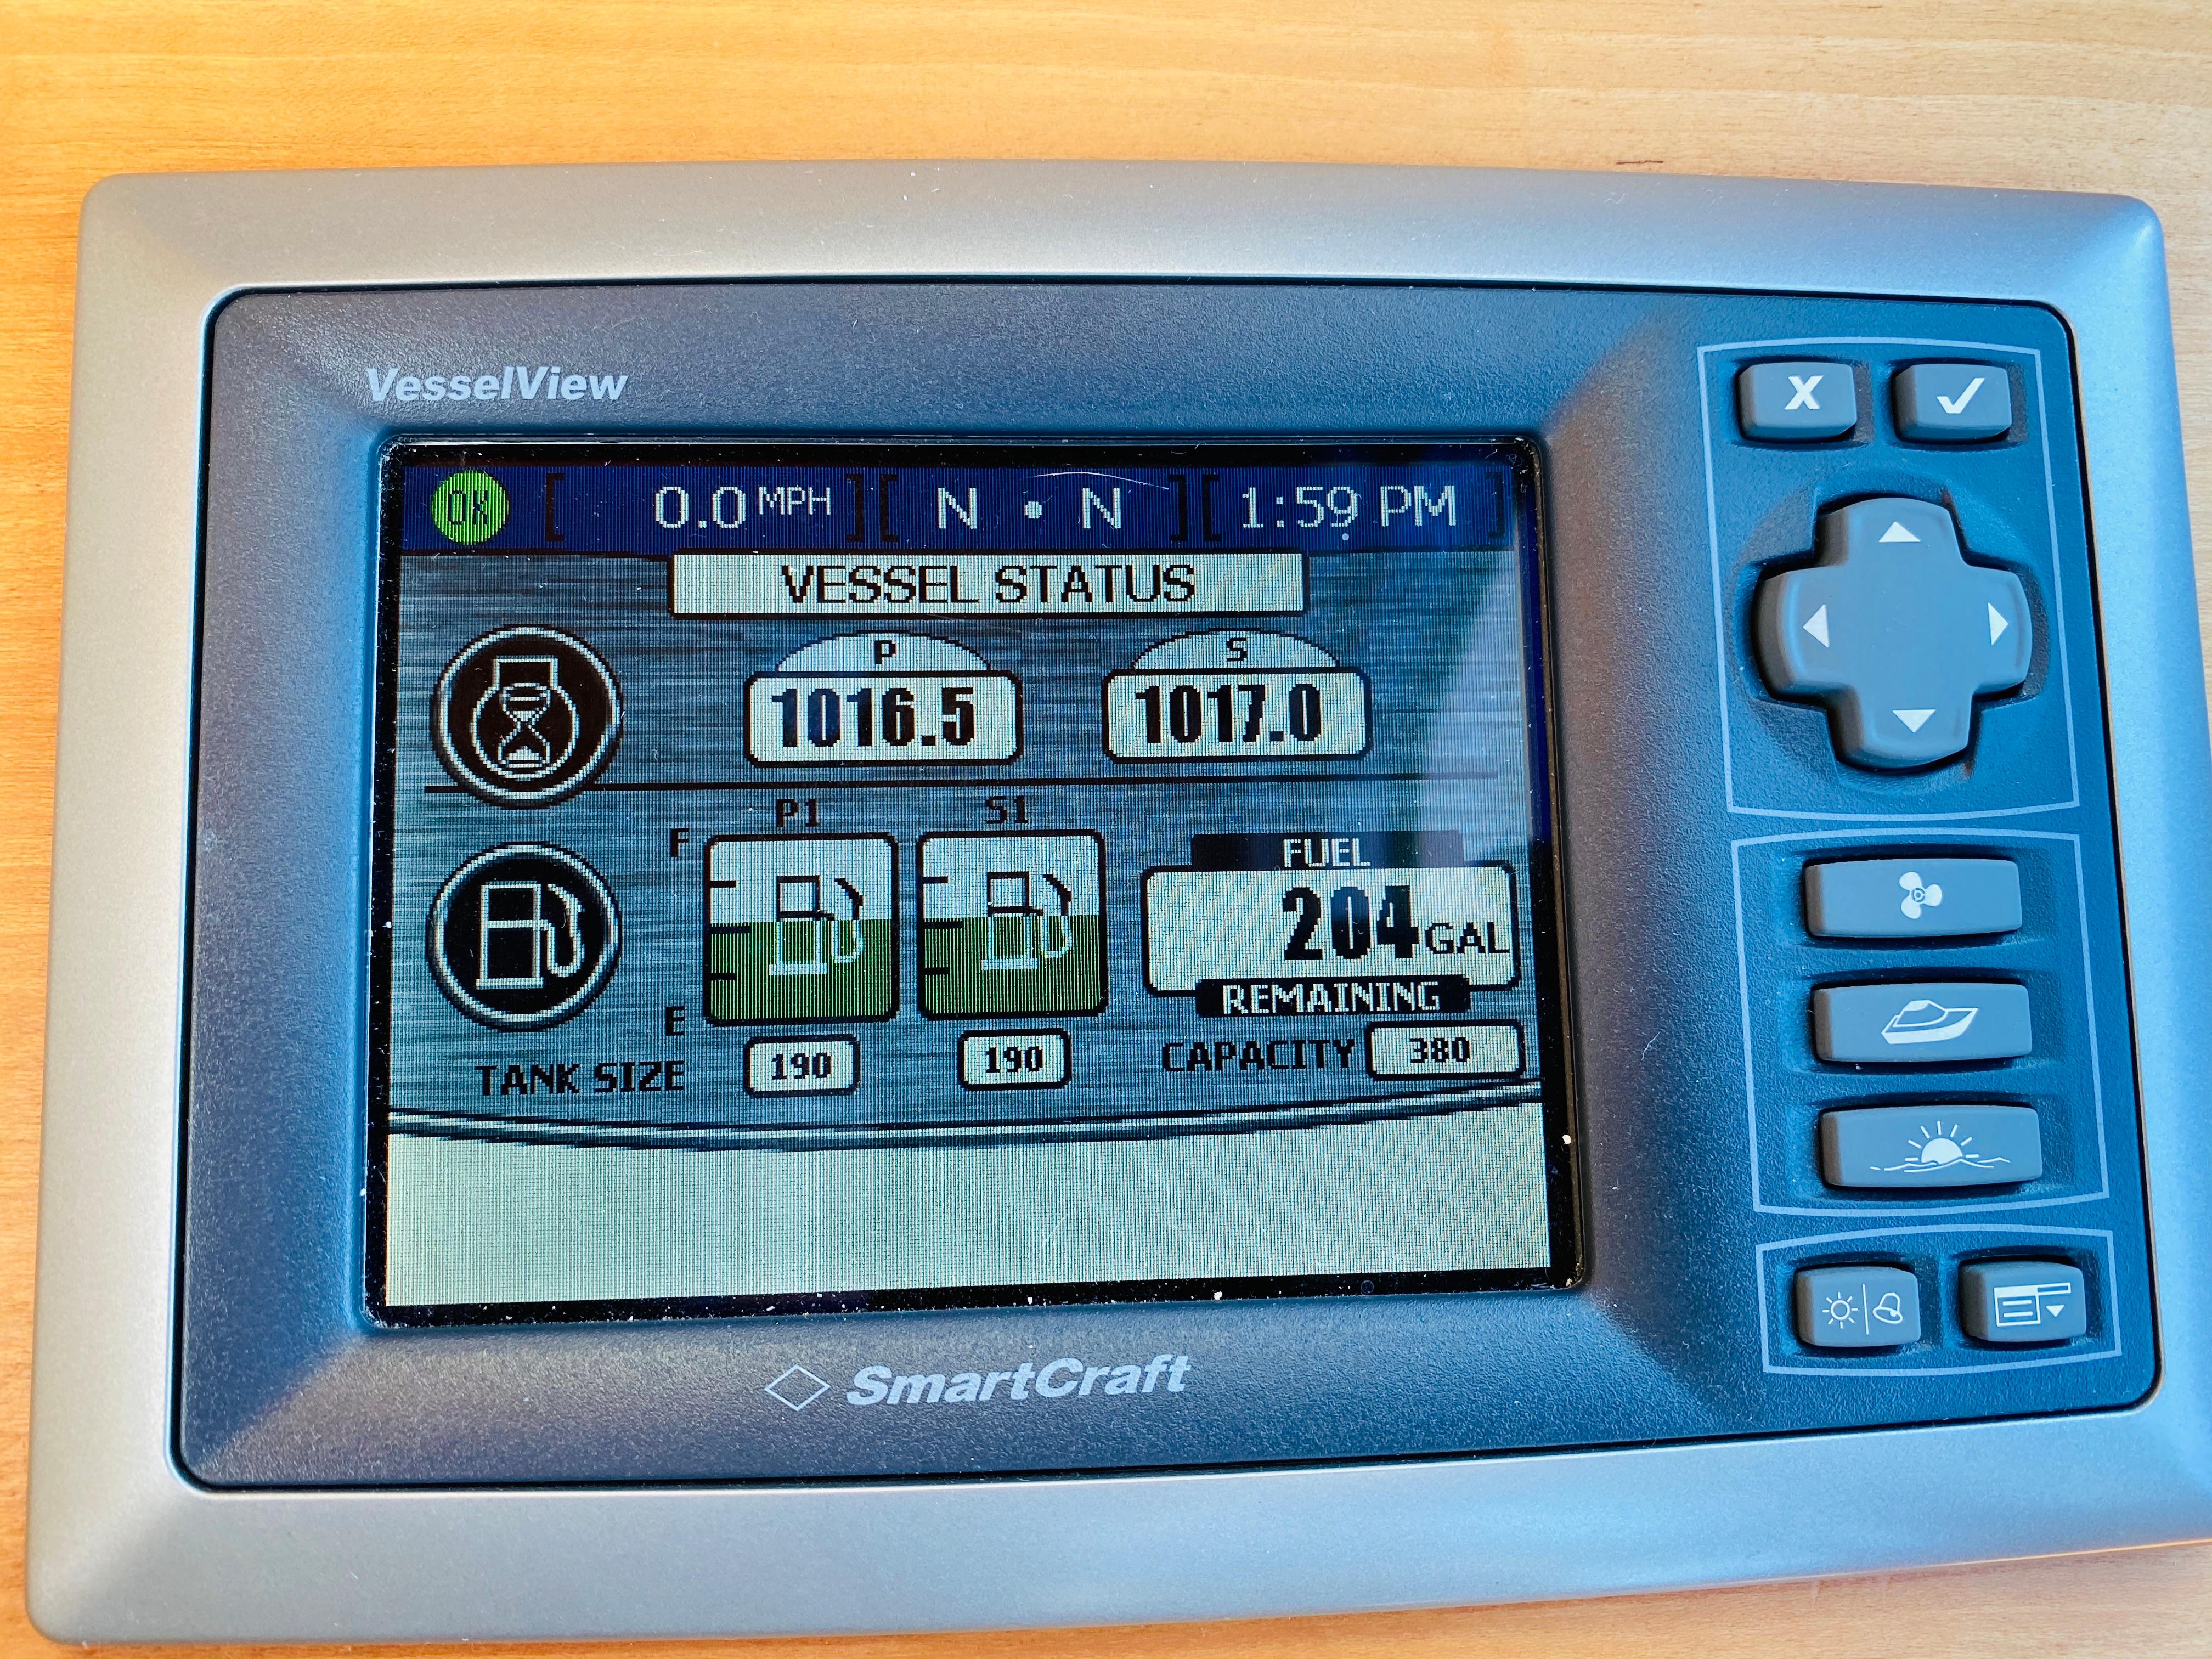 VesselView
OK [ 0.0 MPH ] [ N • N ] [ 1:59 PM ]
VESSEL STATUS
P S
1016.5 1017.0
P1 S1
F
FUEL
204 GAL
REMAINING
E
TANK SIZE 190 190 CAPACITY 380
SmartCraft
X ✓